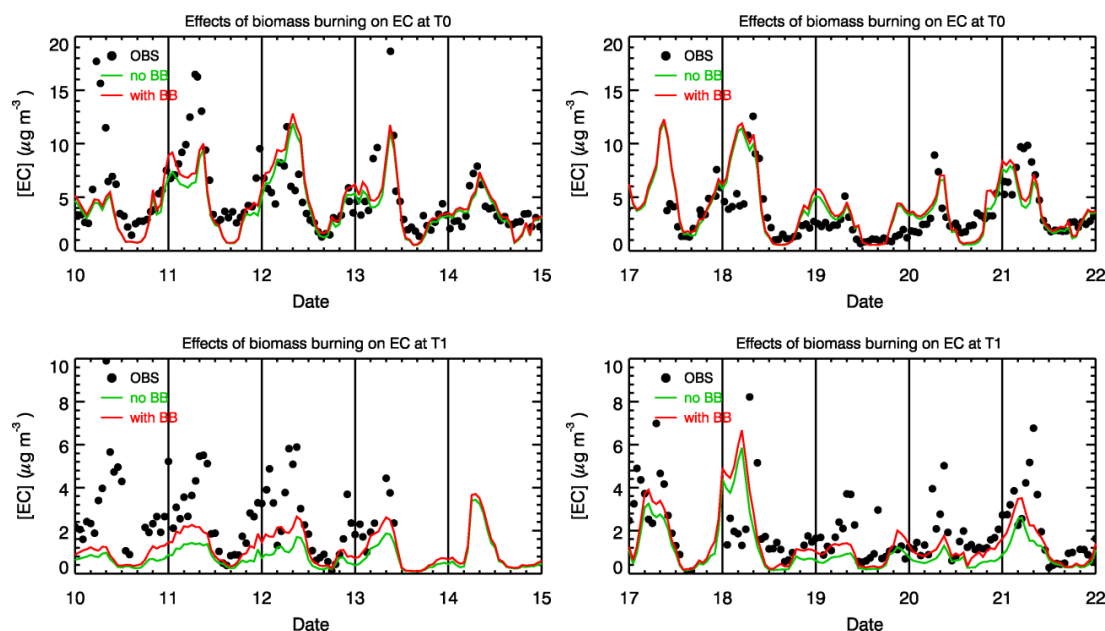 Effects of biomass burning on EC at T0
[EC] (μg m⁻³)
20
15
10
5
0
OBS
no BB
with BB
10 11 12 13 14 15
Date
Effects of biomass burning on EC at T0
[EC] (μg m⁻³)
20
15
10
5
0
OBS
no BB
with BB
17 18 19 20 21 22
Date
Effects of biomass burning on EC at T1
[EC] (μg m⁻³)
10
8
6
4
2
0
OBS
no BB
with BB
10 11 12 13 14 15
Date
Effects of biomass burning on EC at T1
[EC] (μg m⁻³)
10
8
6
4
2
0
OBS
no BB
with BB
17 18 19 20 21 22
Date